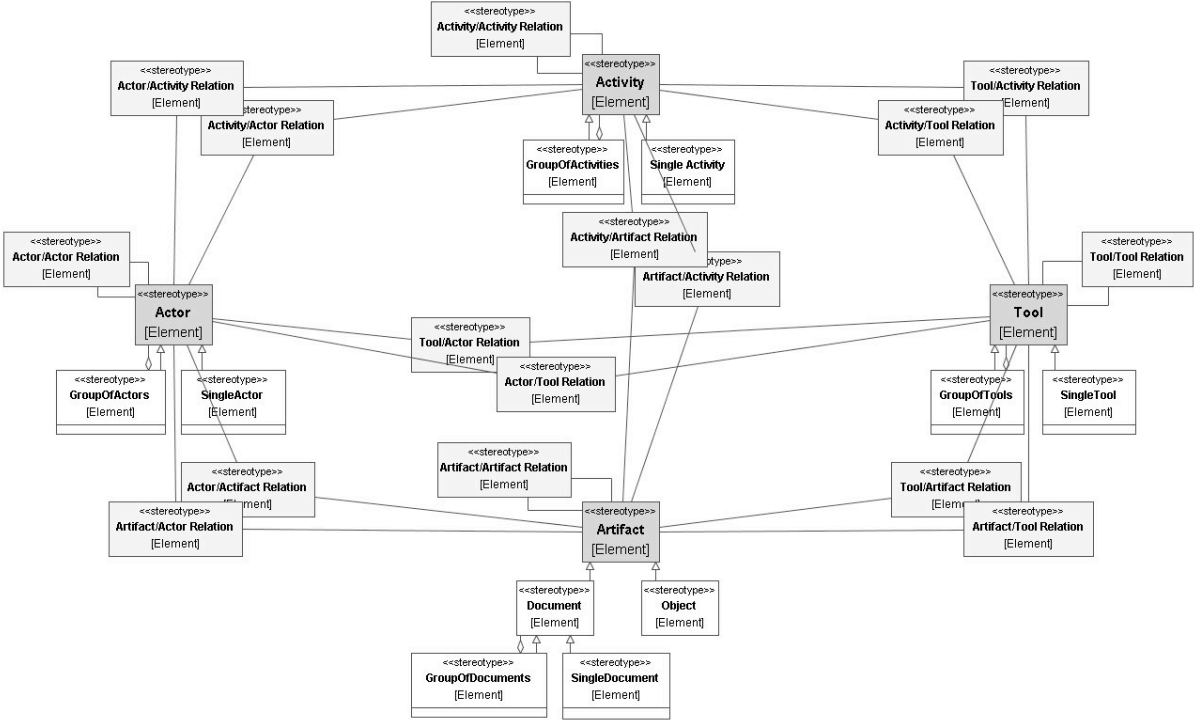 <<stereotype>>
Activity/Activity Relation
[Element]
<<stereotype>>
Activity
[Element]
<<stereotype>>
Actor/Activity Relation
[Element]
<<stereotype>>
Tool/Activity Relation
[Element]
<<stereotype>>
Activity/Actor Relation
[Element]
<<stereotype>>
Activity/Tool Relation
[Element]
<<stereotype>>
GroupOfActivities
[Element]
<<stereotype>>
Single Activity
[Element]
<<stereotype>>
Activity/Artifact Relation
[Element]
<<stereotype>>
Artifact/Activity Relation
[Element]
<<stereotype>>
Actor/Actor Relation
[Element]
<<stereotype>>
Tool/Tool Relation
[Element]
<<stereotype>>
Actor
[Element]
<<stereotype>>
Tool
[Element]
<<stereotype>>
Tool/Actor Relation
[Element]
<<stereotype>>
Actor/Tool Relation
[Element]
<<stereotype>>
GroupOfActors
[Element]
<<stereotype>>
SingleActor
[Element]
<<stereotype>>
GroupOfTools
[Element]
<<stereotype>>
SingleTool
[Element]
<<stereotype>>
Artifact/Artifact Relation
[Element]
<<stereotype>>
Actor/Artifact Relation
[Element]
<<stereotype>>
Tool/Artifact Relation
[Element]
<<stereotype>>
Artifact/Actor Relation
[Element]
<<stereotype>>
Artifact
[Element]
<<stereotype>>
Artifact/Tool Relation
[Element]
<<stereotype>>
Document
[Element]
<<stereotype>>
Object
[Element]
<<stereotype>>
GroupOfDocuments
[Element]
<<stereotype>>
SingleDocument
[Element]